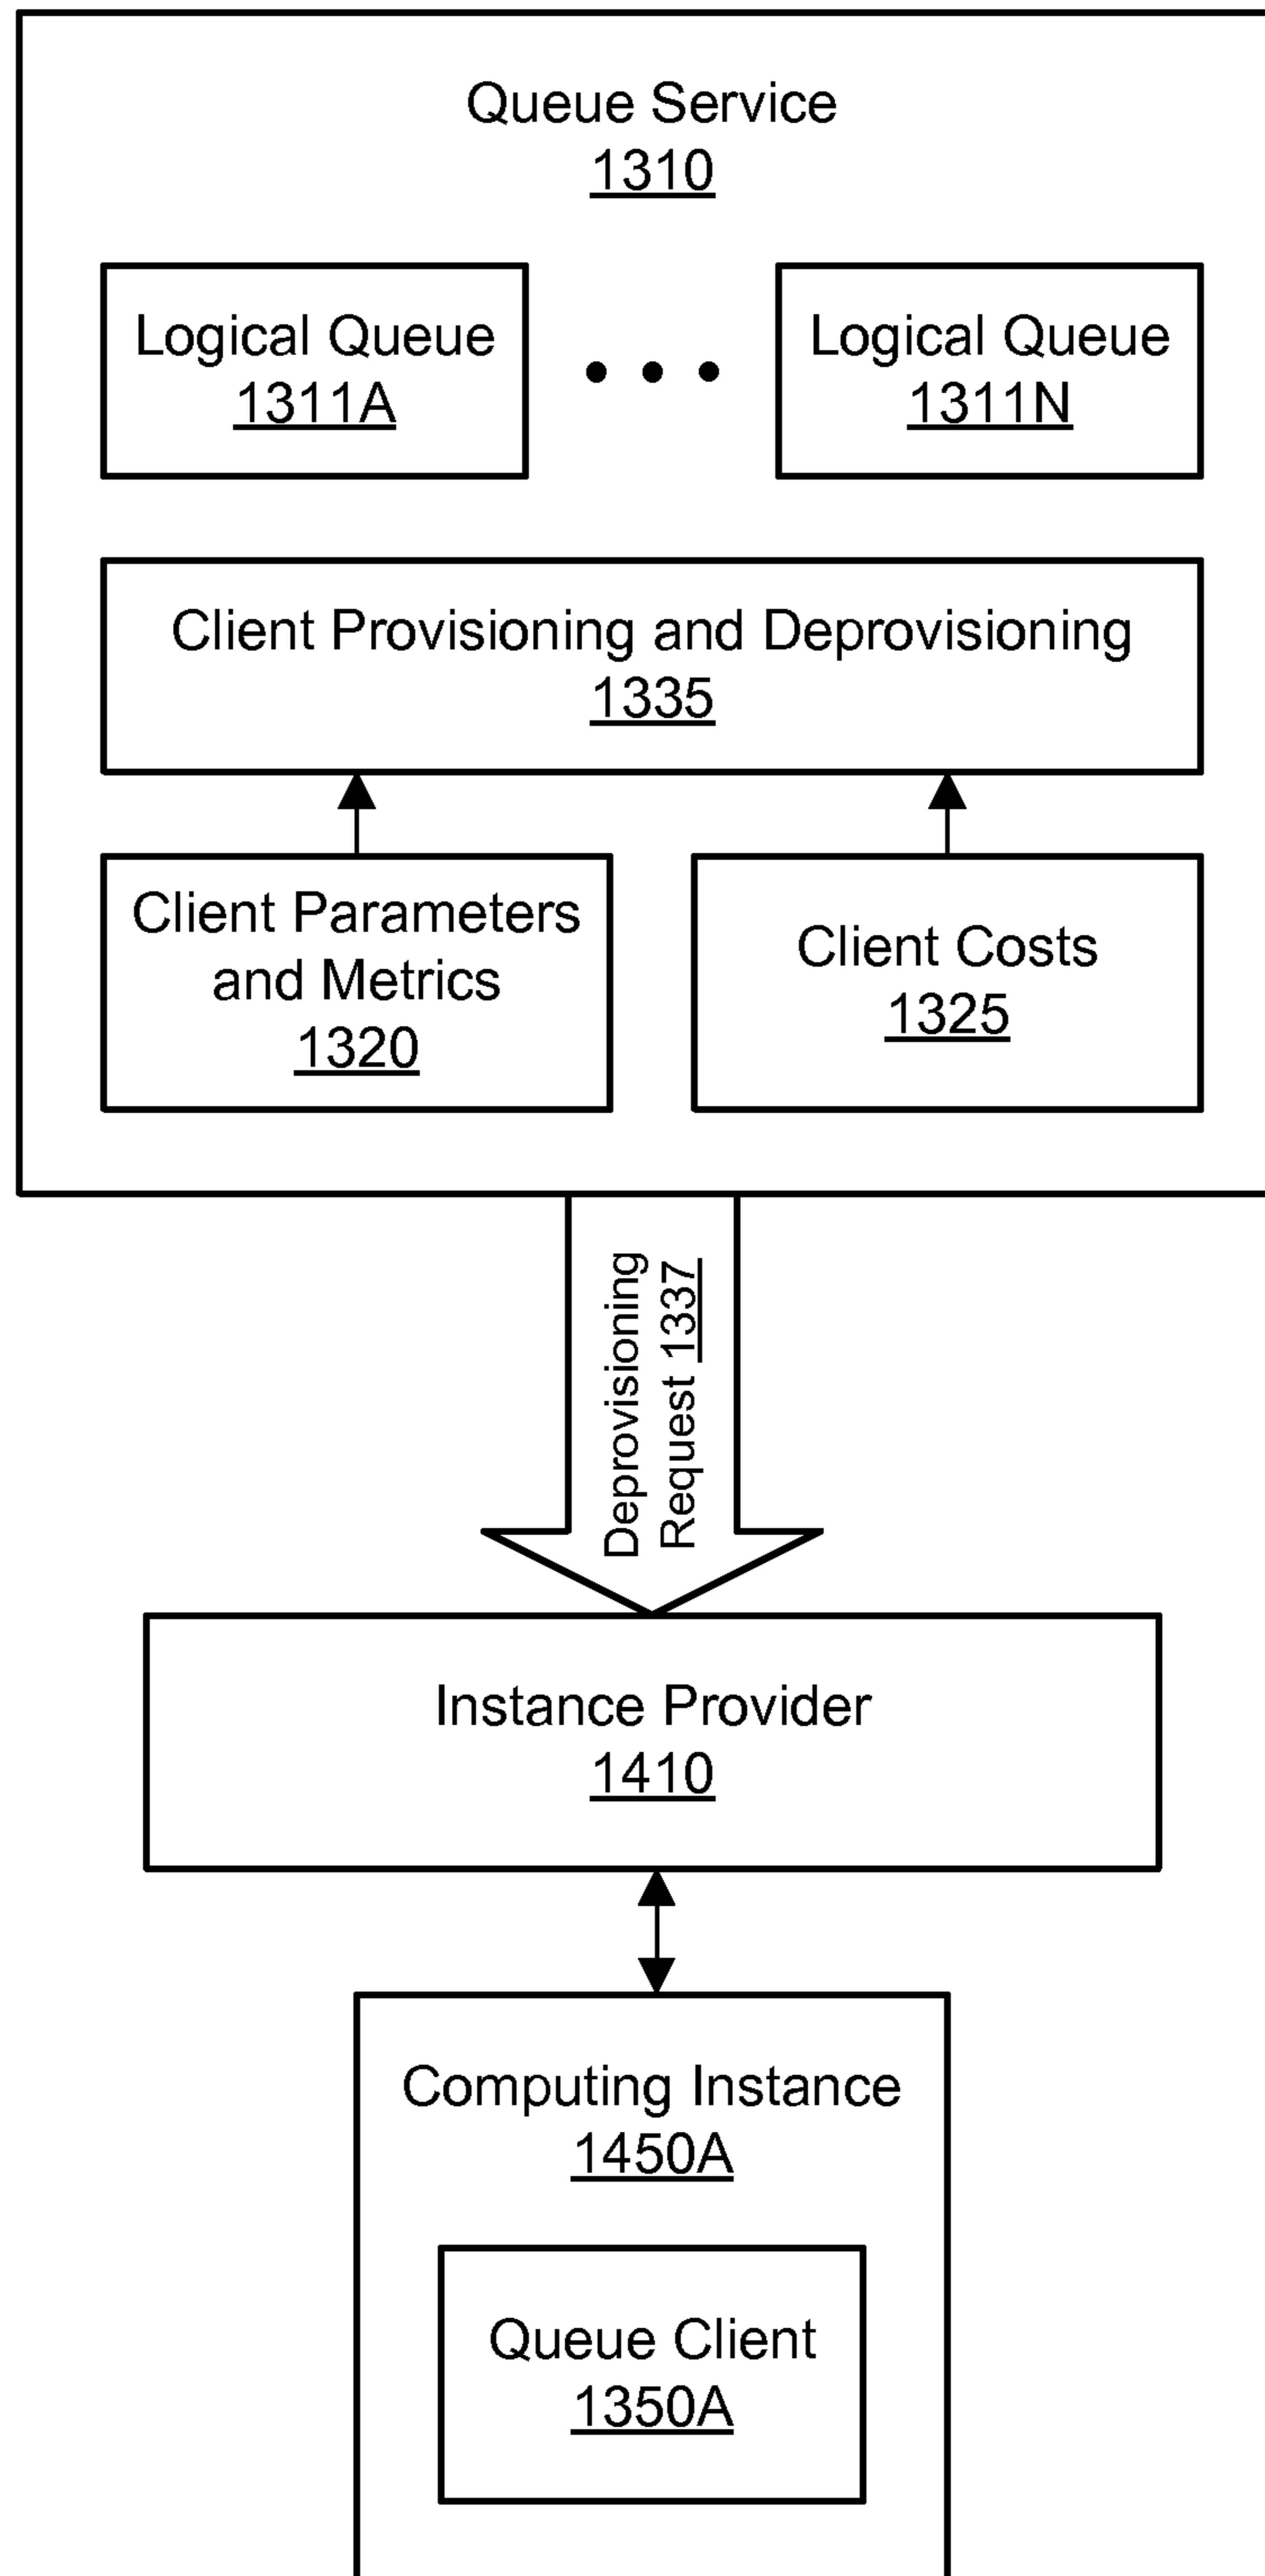 Queue Service
1310
Logical Queue
1311A
Logical Queue
1311N
Client Provisioning and Deprovisioning
1335
Client Parameters
and Metrics
1320
Client Costs
1325
Deprovisioning
Request 1337
Instance Provider
1410
Computing Instance
1450A
Queue Client
1350A